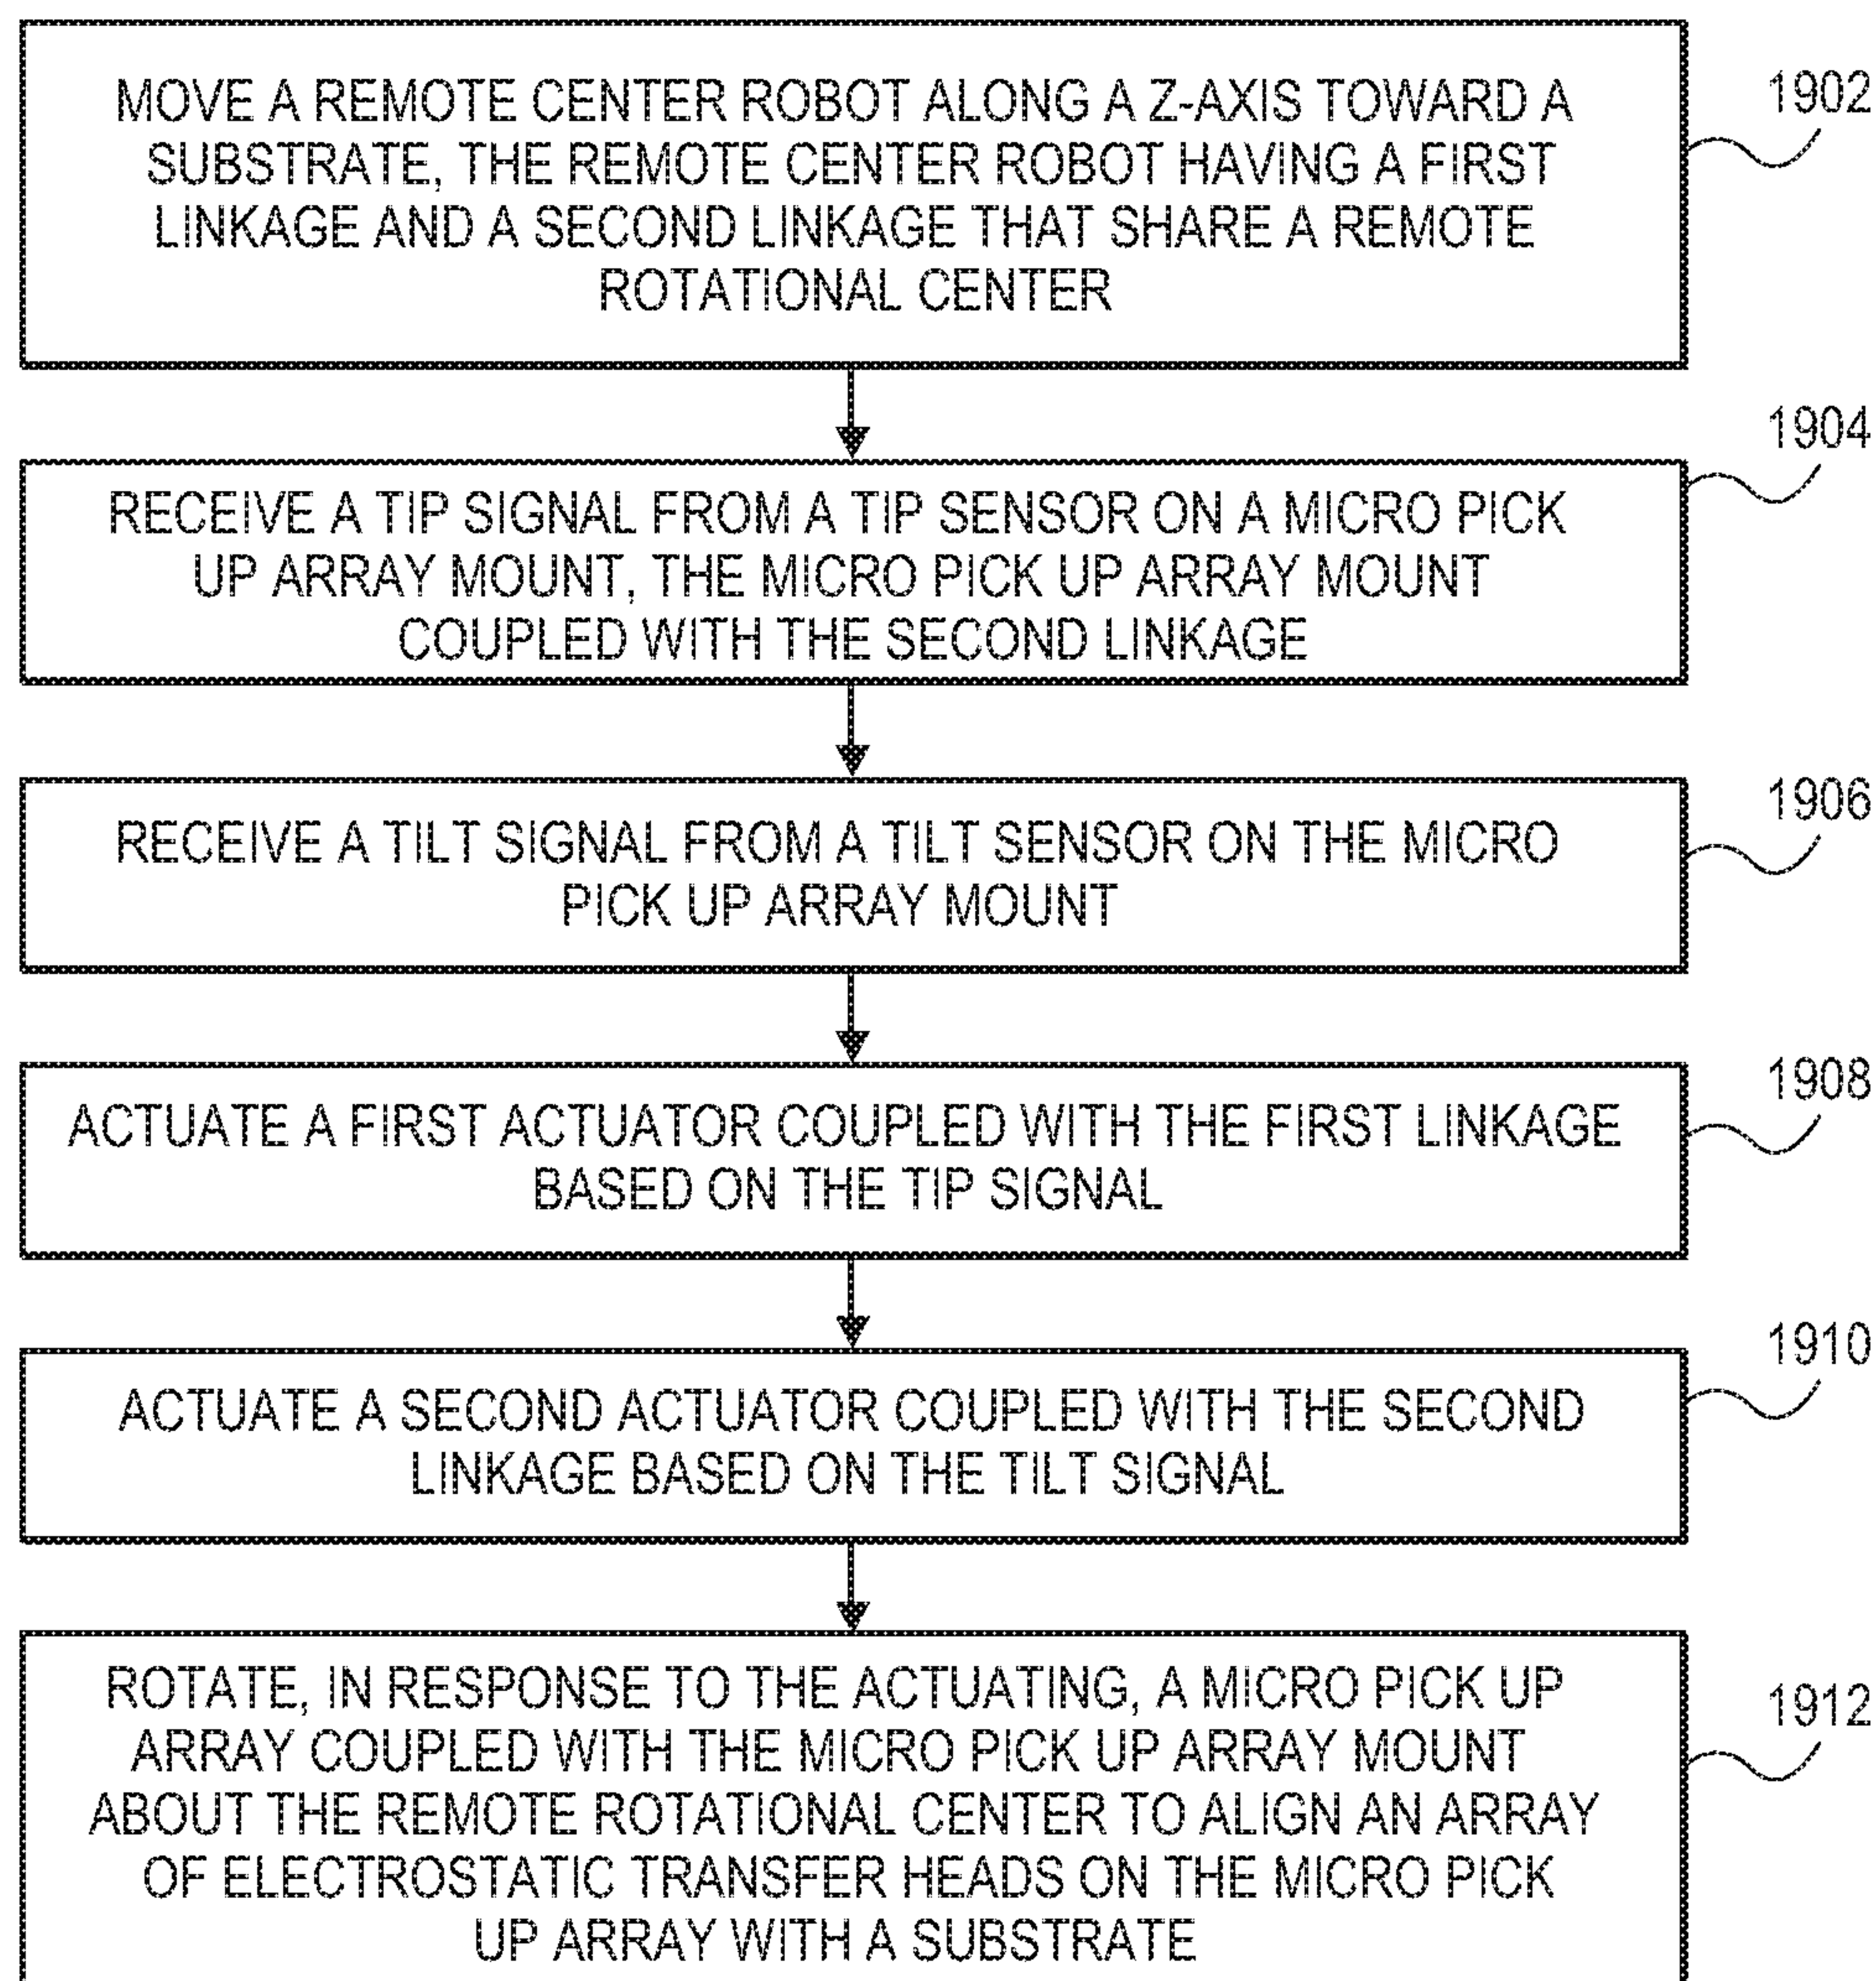 MOVE A REMOTE CENTER ROBOT ALONG A Z-AXIS TOWARD A
SUBSTRATE, THE REMOTE CENTER ROBOT HAVING A FIRST
LINKAGE AND A SECOND LINKAGE THAT SHARE A REMOTE
ROTATIONAL CENTER
1902
RECEIVE A TIP SIGNAL FROM A TIP SENSOR ON A MICRO PICK
UP ARRAY MOUNT, THE MICRO PICK UP ARRAY MOUNT
COUPLED WITH THE SECOND LINKAGE
1904
RECEIVE A TILT SIGNAL FROM A TILT SENSOR ON THE MICRO
PICK UP ARRAY MOUNT
1906
ACTUATE A FIRST ACTUATOR COUPLED WITH THE FIRST LINKAGE
BASED ON THE TIP SIGNAL
1908
ACTUATE A SECOND ACTUATOR COUPLED WITH THE SECOND
LINKAGE BASED ON THE TILT SIGNAL
1910
ROTATE, IN RESPONSE TO THE ACTUATING, A MICRO PICK UP
ARRAY COUPLED WITH THE MICRO PICK UP ARRAY MOUNT
ABOUT THE REMOTE ROTATIONAL CENTER TO ALIGN AN ARRAY
OF ELECTROSTATIC TRANSFER HEADS ON THE MICRO PICK
UP ARRAY WITH A SUBSTRATE
1912